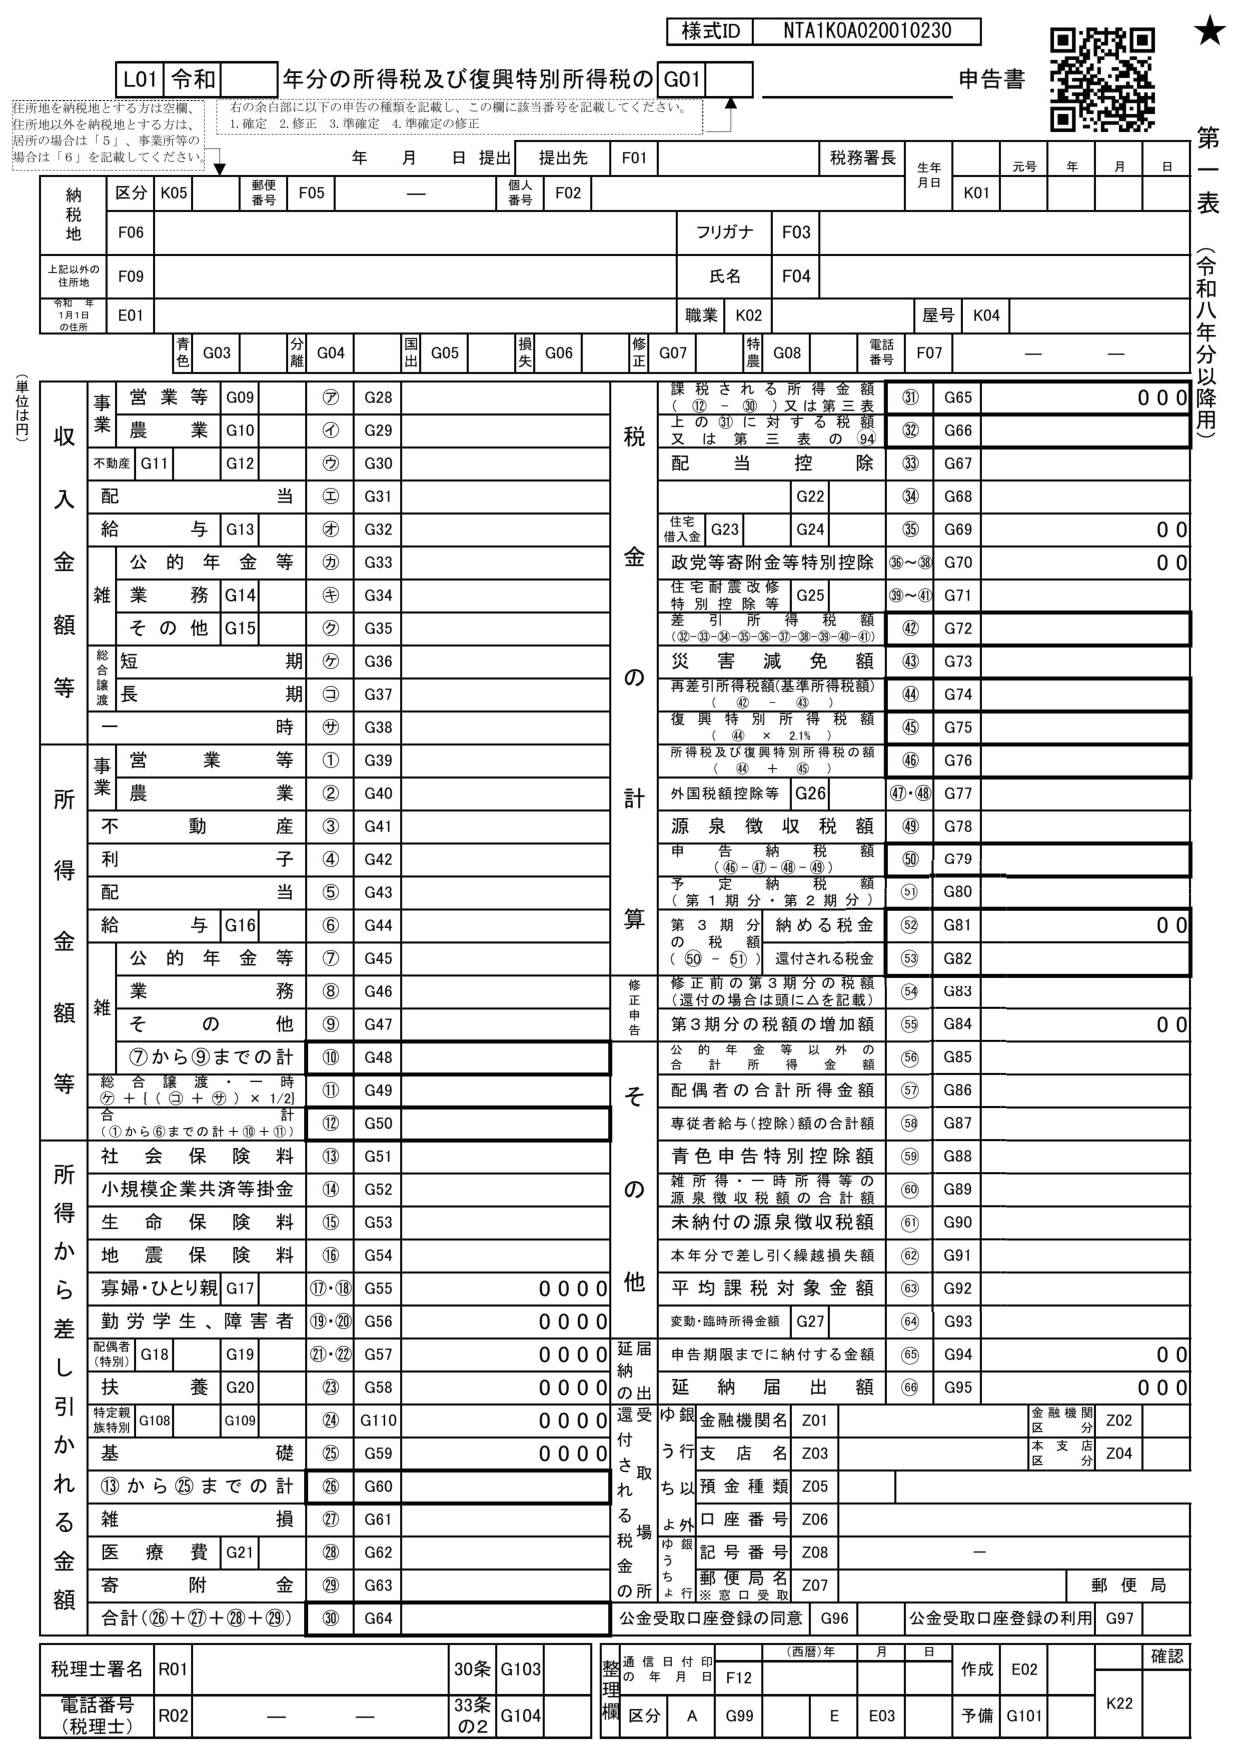 様式ID NTA1K0A020010230
★
L01 令和 年分の所得税及び復興特別所得税の G01 申告書
住所地を納税地とする方は空欄、
住所地以外を納税地とする方は、
居所の場合は「5」、事業所等の
場合は「6」を記載してください。
右の余白部に以下の申告の種類を記載し、この欄に該当番号を記載してください。
1.確定 2.修正 3.準確定 4.準確定の修正
第一表（令和八年分以降用）
年 月 日 提出 提出先 F01 税務署長 生年月日 K01 元号 年 月 日
納税地 区分 K05 郵便番号 F05 — 個人番号 F02
F06 フリガナ F03
上記以外の住所地 F09 氏名 F04
令和 年1月1日の住所 E01 職業 K02 屋号 K04
青色 G03 分離 G04 国出 G05 損失 G06 修正 G07 特農 G08 電話番号 F07 — —
（単位は円）
収入金額等
事業 営業等 G09 ㋐ G28
農業 G10 ㋑ G29
不動産 G11 G12 ㋒ G30
配当 ㋓ G31
給与 G13 ㋔ G32
雑 公的年金等 ㋕ G33
業務 G14 ㋖ G34
その他 G15 ㋗ G35
総合譲渡 短期 ㋘ G36
長期 ㋙ G37
一時 ㋚ G38
所得金額等
事業 営業等 ① G39
農業 ② G40
不動産 ③ G41
利子 ④ G42
配当 ⑤ G43
給与 G16 ⑥ G44
雑 公的年金等 ⑦ G45
業務 ⑧ G46
その他 ⑨ G47
⑦から⑨までの計 ⑩ G48
総合譲渡・一時
㋘+{(㋙+㋚)×1/2} ⑪ G49
合計
(①から⑥までの計+⑩+⑪) ⑫ G50
所得から差し引かれる金額
社会保険料 ⑬ G51
小規模企業共済等掛金 ⑭ G52
生命保険料 ⑮ G53
地震保険料 ⑯ G54
寡婦・ひとり親 G17 ⑰・⑱ G55 0000
勤労学生、障害者 ⑲・⑳ G56 0000
配偶者(特別) G18 G19 ㉑・㉒ G57 0000
扶養 G20 ㉓ G58 0000
特定親族特別 G108 G109 ㉔ G110 0000
基礎 ㉕ G59 0000
⑬から㉕までの計 ㉖ G60
雑損 ㉗ G61
医療費 G21 ㉘ G62
寄附金 ㉙ G63
合計(㉖+㉗+㉘+㉙) ㉚ G64
税金の計算
課税される所得金額
(⑫-㉚)又は第三表 ㉛ G65 000
上の㉛に対する税額
又は第三表の94 ㉜ G66
配当控除 ㉝ G67
G22 ㉞ G68
住宅借入金 G23 G24 ㉟ G69 00
政党等寄附金等特別控除 ㊱～㊳ G70 00
住宅耐震改修
特別控除等 G25 ㊴～㊶ G71
差引所得税額
(㉜-㉝-㉞-㉟-㊱-㊲-㊳-㊴-㊵-㊶) ㊷ G72
災害減免額 ㊸ G73
再差引所得税額(基準所得税額)
(㊷-㊸) ㊹ G74
復興特別所得税額
(㊹×2.1%) ㊺ G75
所得税及び復興特別所得税の額
(㊹+㊺) ㊻ G76
外国税額控除等 G26 ㊼・㊽ G77
源泉徴収税額 ㊾ G78
申告納税額
(㊻-㊼-㊽-㊾) ㊿ G79
予定納税額
(第1期分・第2期分) 51 G80
第3期分の税額(㊿-51) 納める税金 52 G81 00
還付される税金 53 G82
修正申告
修正前の第3期分の税額
(還付の場合は頭に△を記載) 54 G83
第3期分の税額の増加額 55 G84 00
その他
公的年金等以外の
合計所得金額 56 G85
配偶者の合計所得金額 57 G86
専従者給与(控除)額の合計額 58 G87
青色申告特別控除額 59 G88
雑所得・一時所得等の
源泉徴収税額の合計額 60 G89
未納付の源泉徴収税額 61 G90
本年分で差し引く繰越損失額 62 G91
平均課税対象金額 63 G92
変動・臨時所得金額 G27 64 G93
延納の届出
申告期限までに納付する金額 65 G94 00
延納届出額 66 G95 000
還付される税金の受取場所
ゆうちょ銀行以外
金融機関名 Z01 金融機関区分 Z02
支店名 Z03 本支店区分 Z04
預金種類 Z05
口座番号 Z06
ゆうちょ銀行
記号番号 Z08 —
郵便局名
※窓口受取 Z07 郵便局
公金受取口座登録の同意 G96 公金受取口座登録の利用 G97
税理士署名 R01 30条 G103
電話番号(税理士) R02 — — 33条の2 G104
整理欄 通信日付印の年月日 F12 (西暦)年 月 日 作成 E02 確認
区分 A G99 E E03 予備 G101 K22